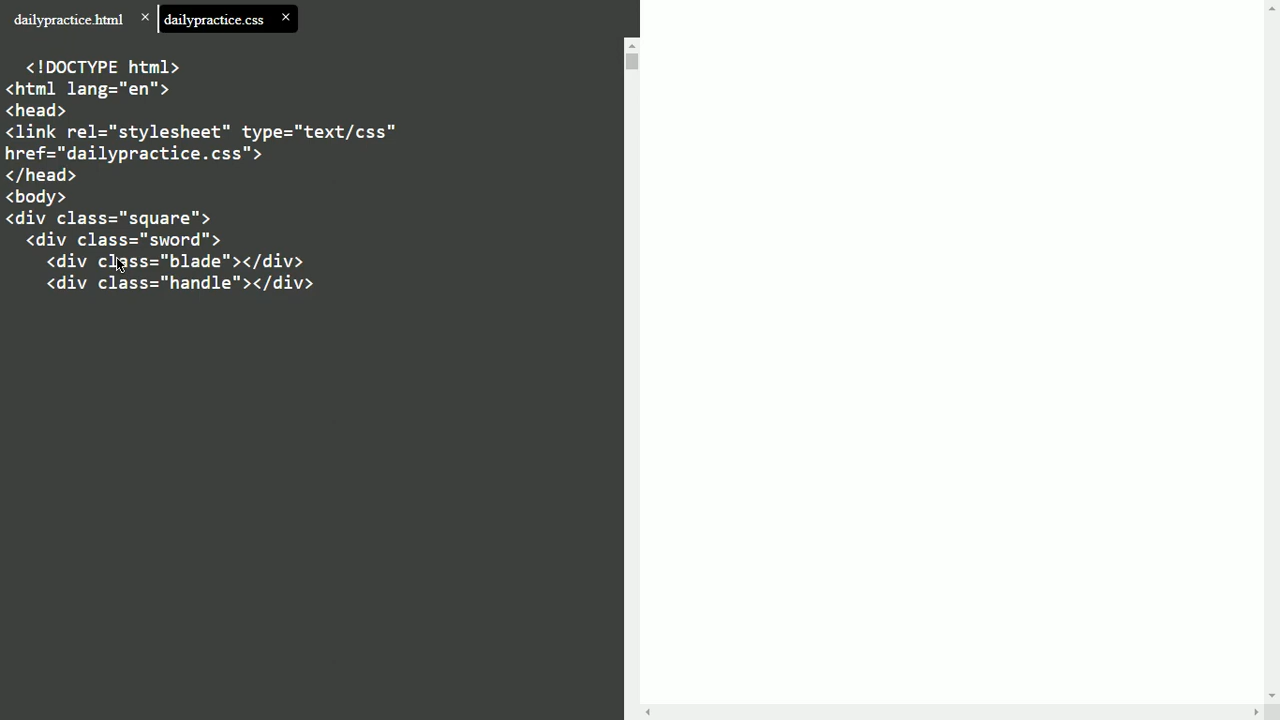 dailypractice.html × dailypractice.css ×
<!DOCTYPE html>
<html lang="en">
<head>
<link rel="stylesheet" type="text/css"
href="dailypractice.css">
</head>
<body>
<div class="square">
<div class="sword">
<div class="blade"></div>
<div class="handle"></div>